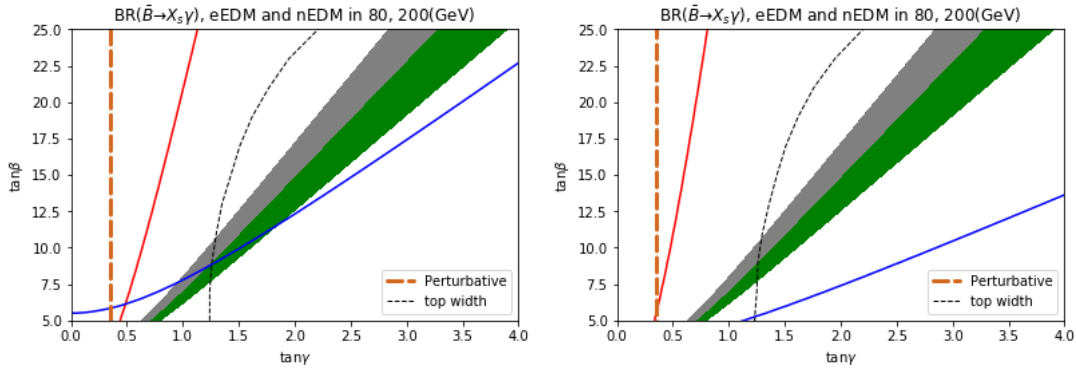 BR(B̄→Xsγ), eEDM and nEDM in 80, 200(GeV)
25.0
22.5
20.0
17.5
15.0
12.5
10.0
7.5
5.0
tanβ
0.0 0.5 1.0 1.5 2.0 2.5 3.0 3.5 4.0
tanγ
Perturbative
top width
BR(B̄→Xsγ), eEDM and nEDM in 80, 200(GeV)
25.0
22.5
20.0
17.5
15.0
12.5
10.0
7.5
5.0
tanβ
0.0 0.5 1.0 1.5 2.0 2.5 3.0 3.5 4.0
tanγ
Perturbative
top width